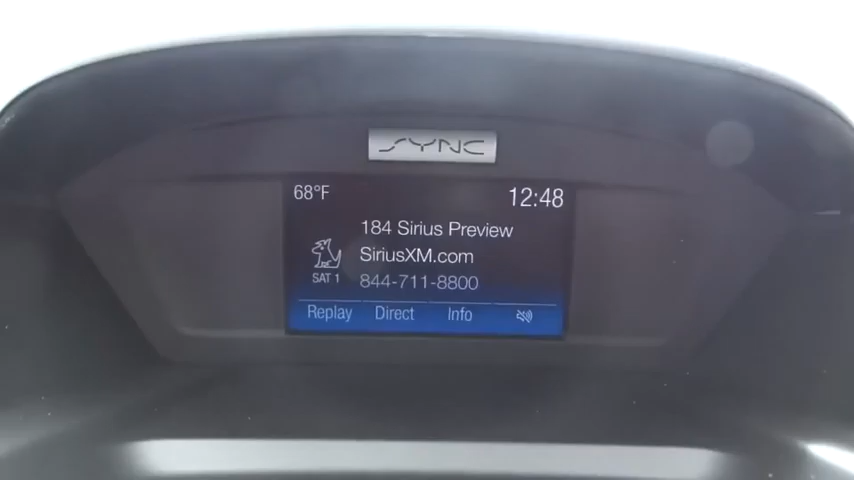 SYNC
68°F 12:48
184 Sirius Preview
SiriusXM.com
SAT 1 844-711-8800
Replay Direct Info